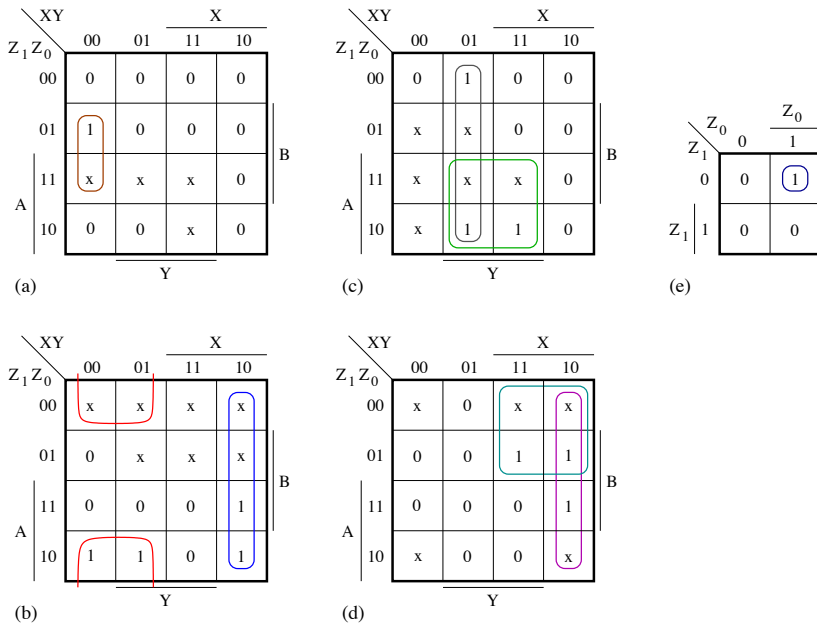 XY X
Z1Z0 00 01 11 10
00 0 0 0 0
01 1 0 0 0 B
A 11 x x x 0
10 0 0 x 0
Y
(a)
XY X
Z1Z0 00 01 11 10
00 0 1 0 0
01 x x 0 0 B
A 11 x x x 0
10 x 1 1 0
Y
(c)
Z0 Z0
Z1 0 1
0 0 1
Z1 1 0 0
(e)
XY X
Z1Z0 00 01 11 10
00 x x x x
01 0 x x x B
A 11 0 0 0 1
10 1 1 0 1
Y
(b)
XY X
Z1Z0 00 01 11 10
00 x 0 x x
01 0 0 1 1 B
A 11 0 0 0 1
10 x 0 0 x
Y
(d)